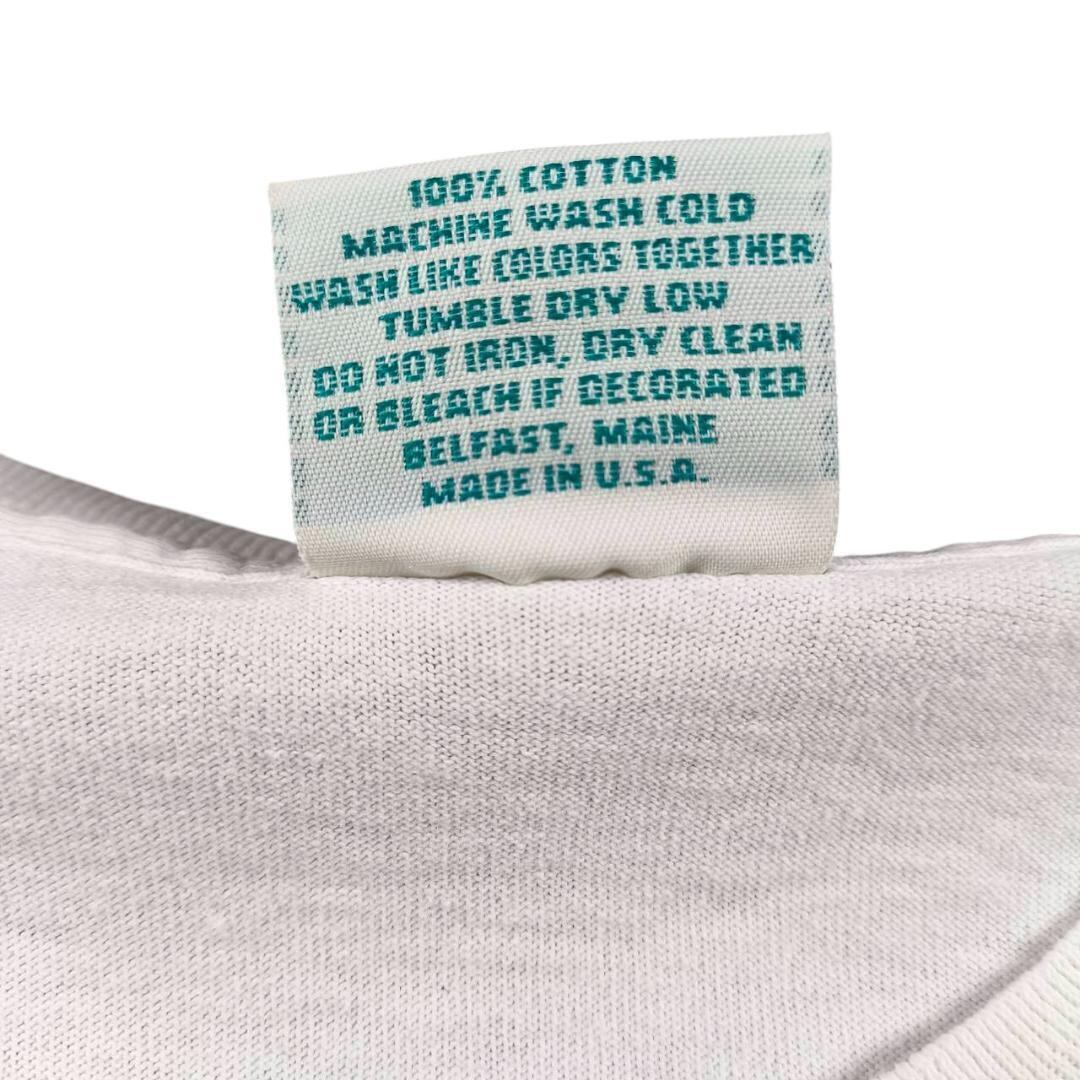 100% COTTON
MACHINE WASH COLD
WASH LIKE COLORS TOGETHER
TUMBLE DRY LOW
DO NOT IRON, DRY CLEAN
OR BLEACH IF DECORATED
BELFAST, MAINE
MADE IN U.S.A.